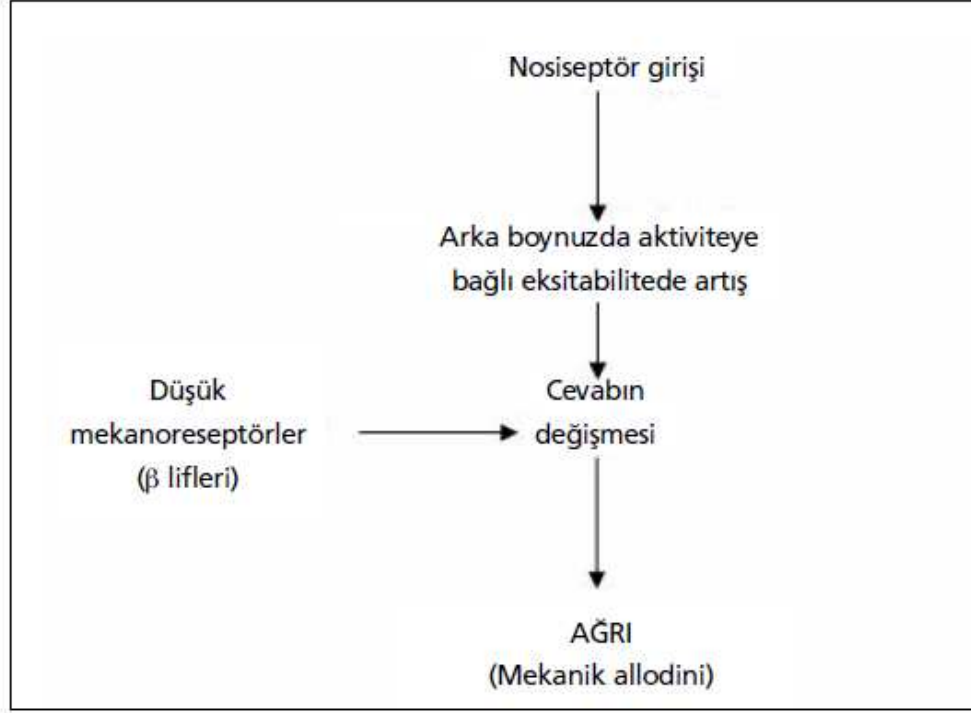 Nosiseptör girişi
Arka boynuzda aktiviteye
bağlı eksitabilitede artış
Düşük
mekanoreseptörler
(β lifleri)
Cevabın
değişmesi
AĞRI
(Mekanik allodini)